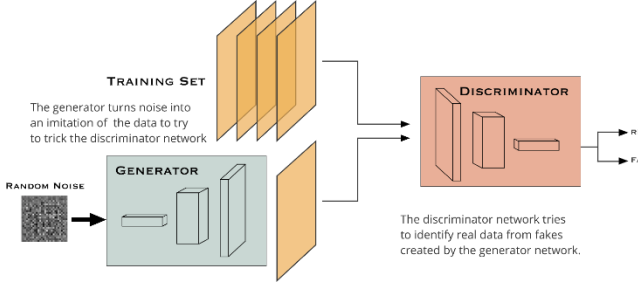 TRAINING SET
The generator turns noise into
an imitation of the data to try
to trick the discriminator network
GENERATOR
RANDOM NOISE
DISCRIMINATOR
R
FA
The discriminator network tries
to identify real data from fakes
created by the generator network.